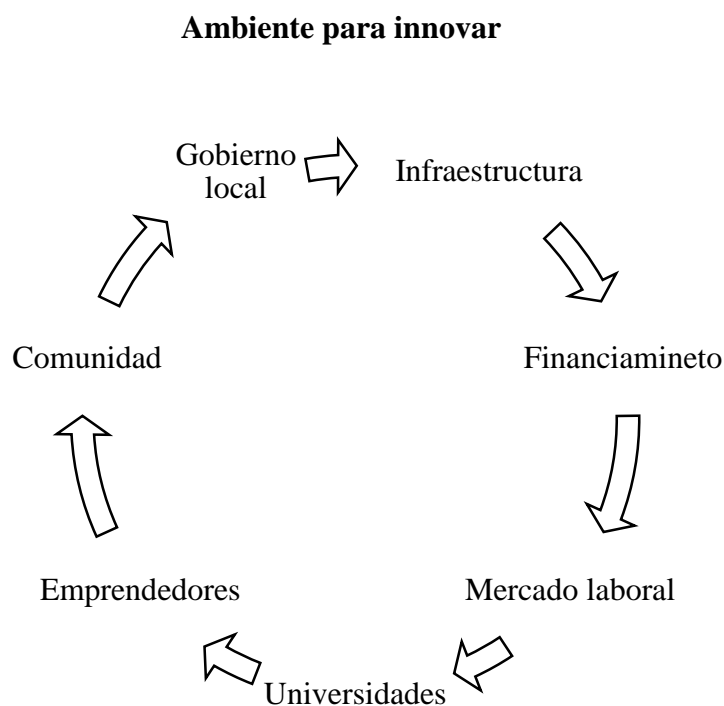 Ambiente para innovar
Gobierno
local
Infraestructura
Financiamineto
Mercado laboral
Universidades
Emprendedores
Comunidad